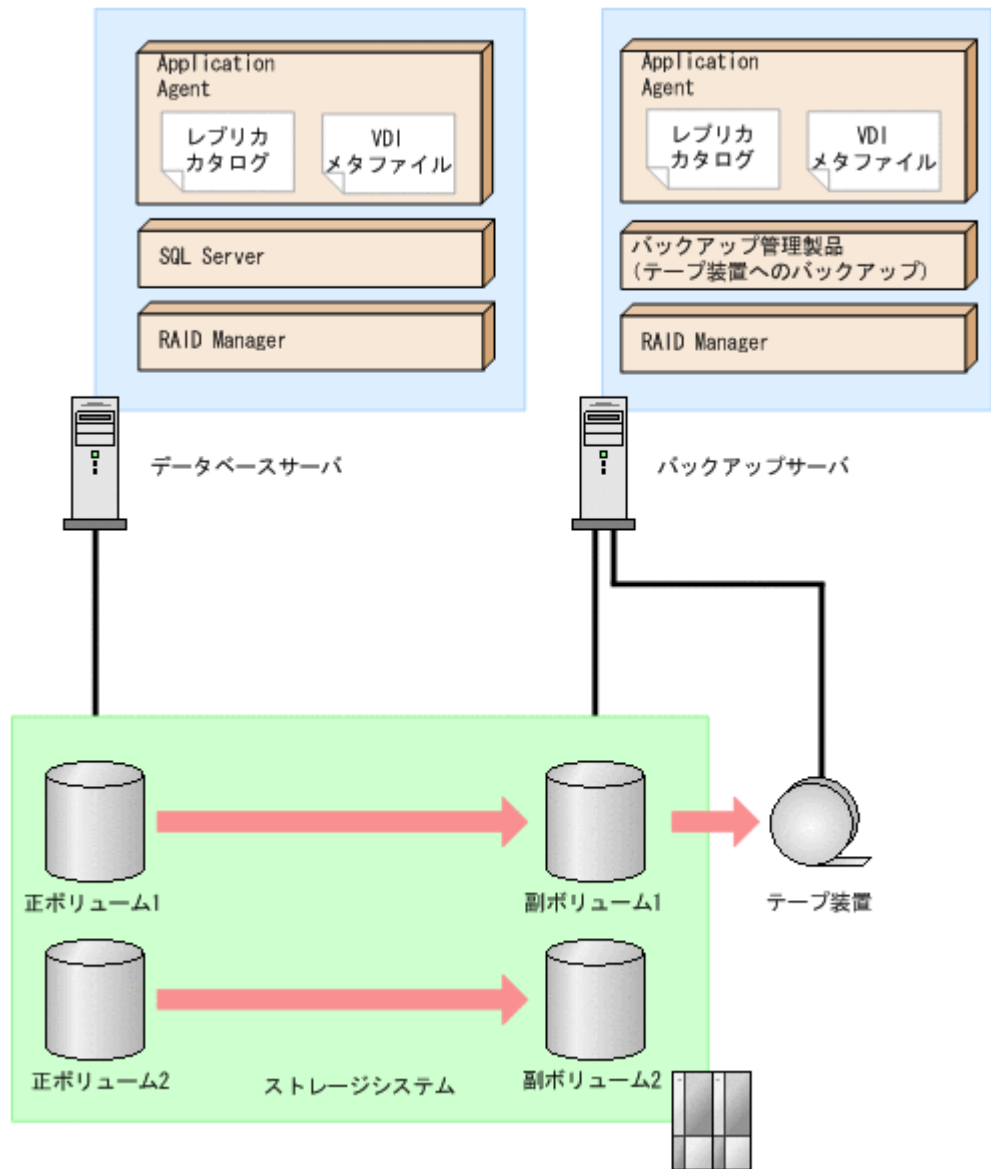 Application
Agent
レプリカ
カタログ
VDI
メタファイル
SQL Server
RAID Manager
Application
Agent
レプリカ
カタログ
VDI
メタファイル
バックアップ管理製品
(テープ装置へのバックアップ)
RAID Manager
データベースサーバ
バックアップサーバ
正ボリューム1
副ボリューム1
テープ装置
正ボリューム2
ストレージシステム
副ボリューム2